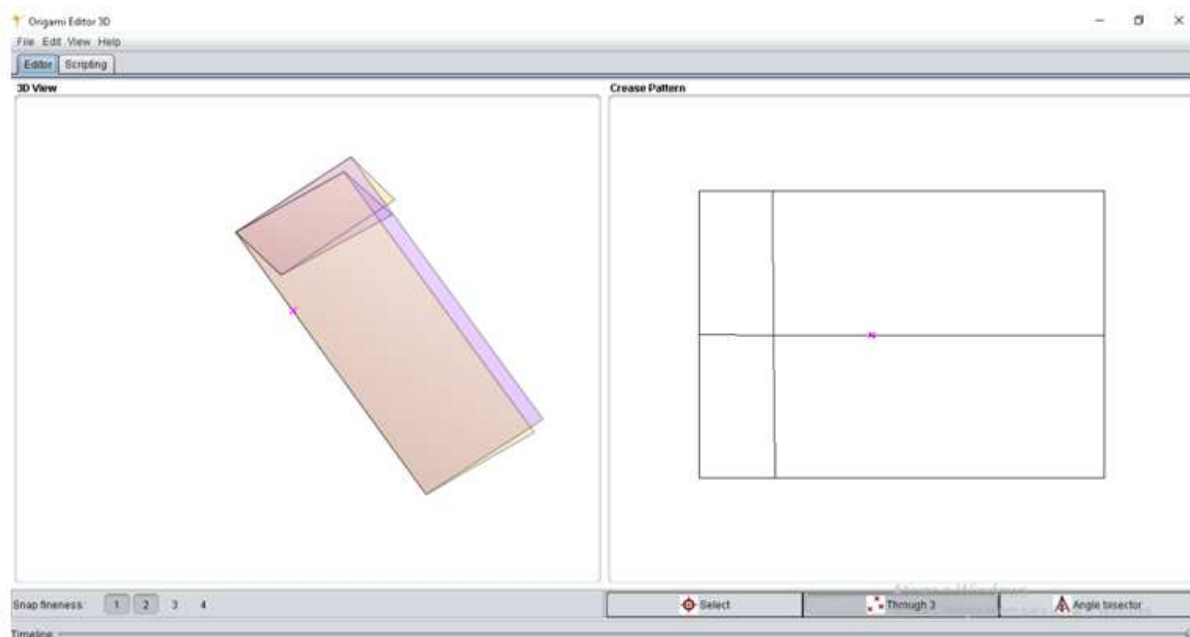 Origami Editor 3D
File Edit View Help
Editor Scripting
3D View
Crease Pattern
Snap fineness: 1 2 3 4
Select
Through 3
Angle bisector
Timeline